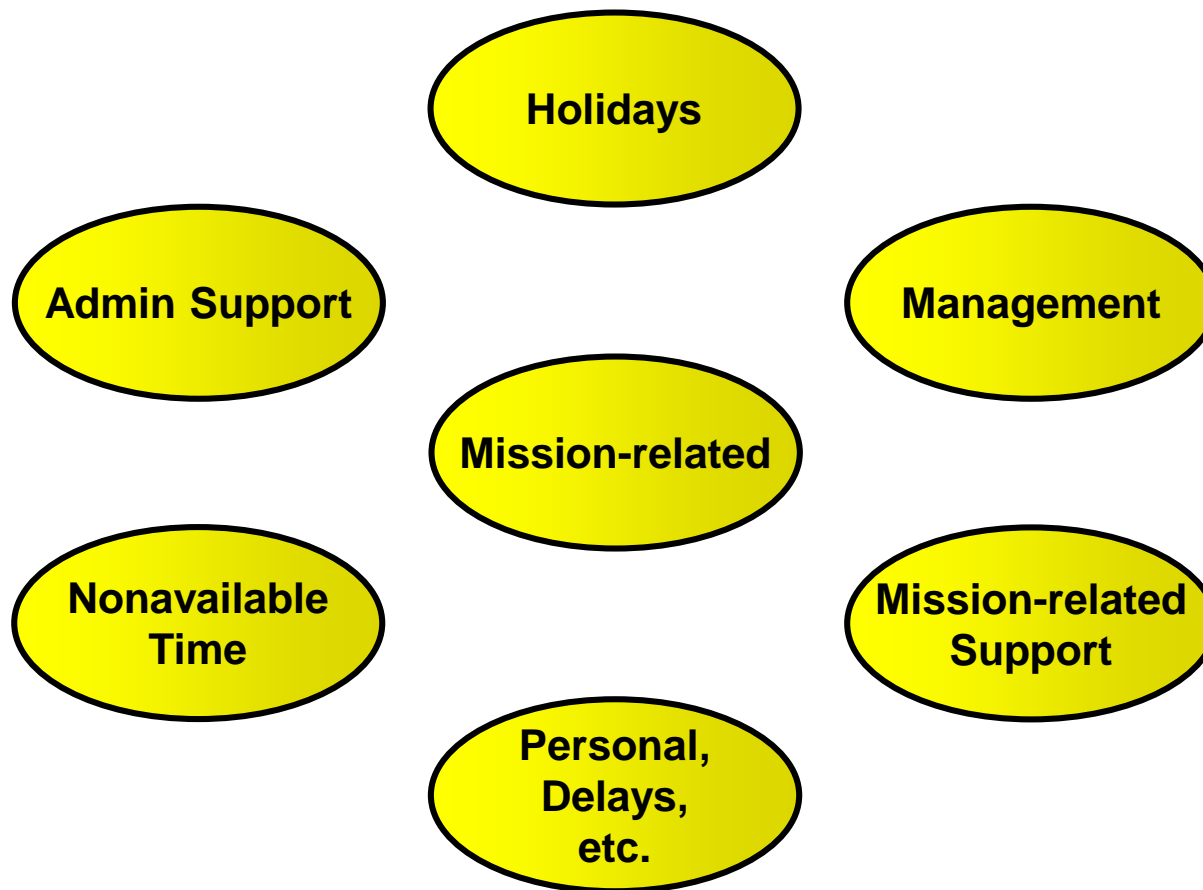 Holidays
Admin Support
Management
Mission-related
Nonavailable
Time
Mission-related
Support
Personal,
Delays,
etc.